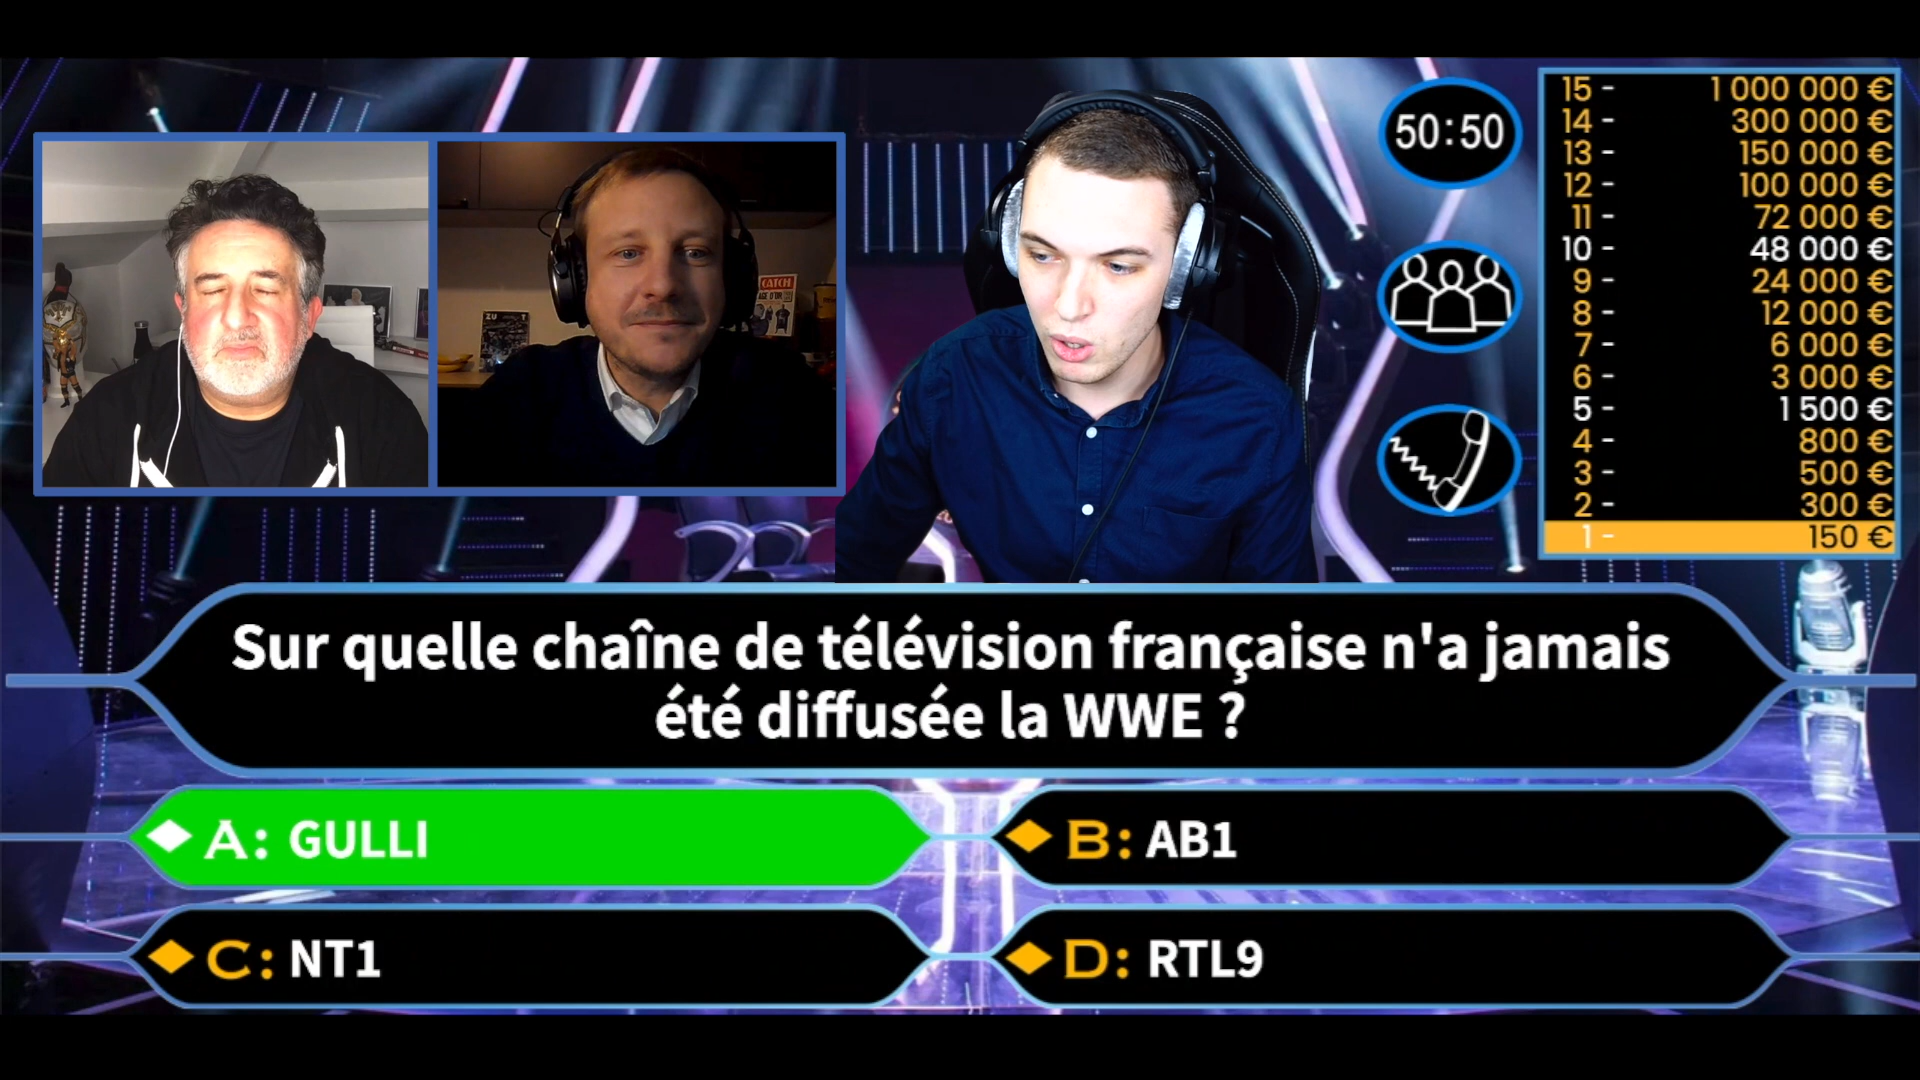 50:50
15 - 1 000 000 €
14 - 300 000 €
13 - 150 000 €
12 - 100 000 €
11 - 72 000 €
10 - 48 000 €
9 - 24 000 €
8 - 12 000 €
7 - 6 000 €
6 - 3 000 €
5 - 1 500 €
4 - 800 €
3 - 500 €
2 - 300 €
1 - 150 €
CATCH
Sur quelle chaîne de télévision française n'a jamais
été diffusée la WWE ?
A: GULLI
B: AB1
C: NT1
D: RTL9